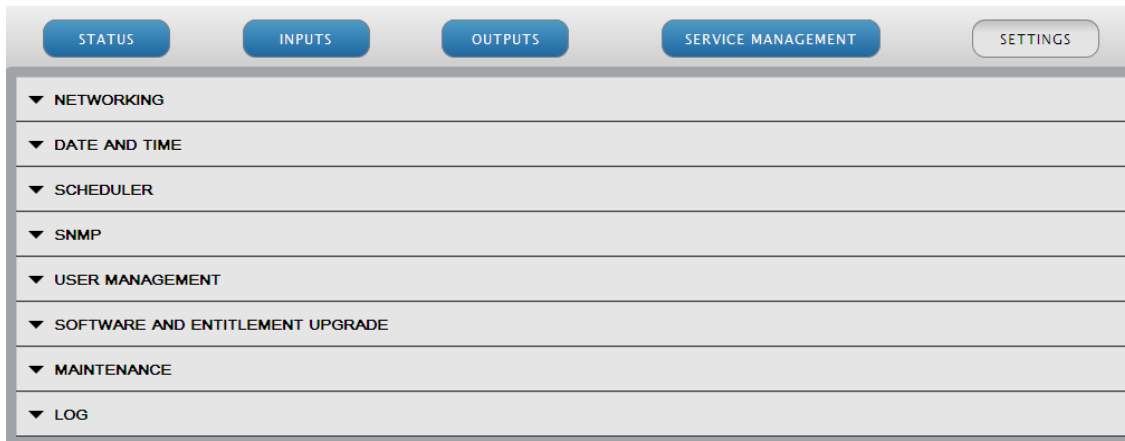 STATUS INPUTS OUTPUTS SERVICE MANAGEMENT SETTINGS
NETWORKING
DATE AND TIME
SCHEDULER
SNMP
USER MANAGEMENT
SOFTWARE AND ENTITLEMENT UPGRADE
MAINTENANCE
LOG